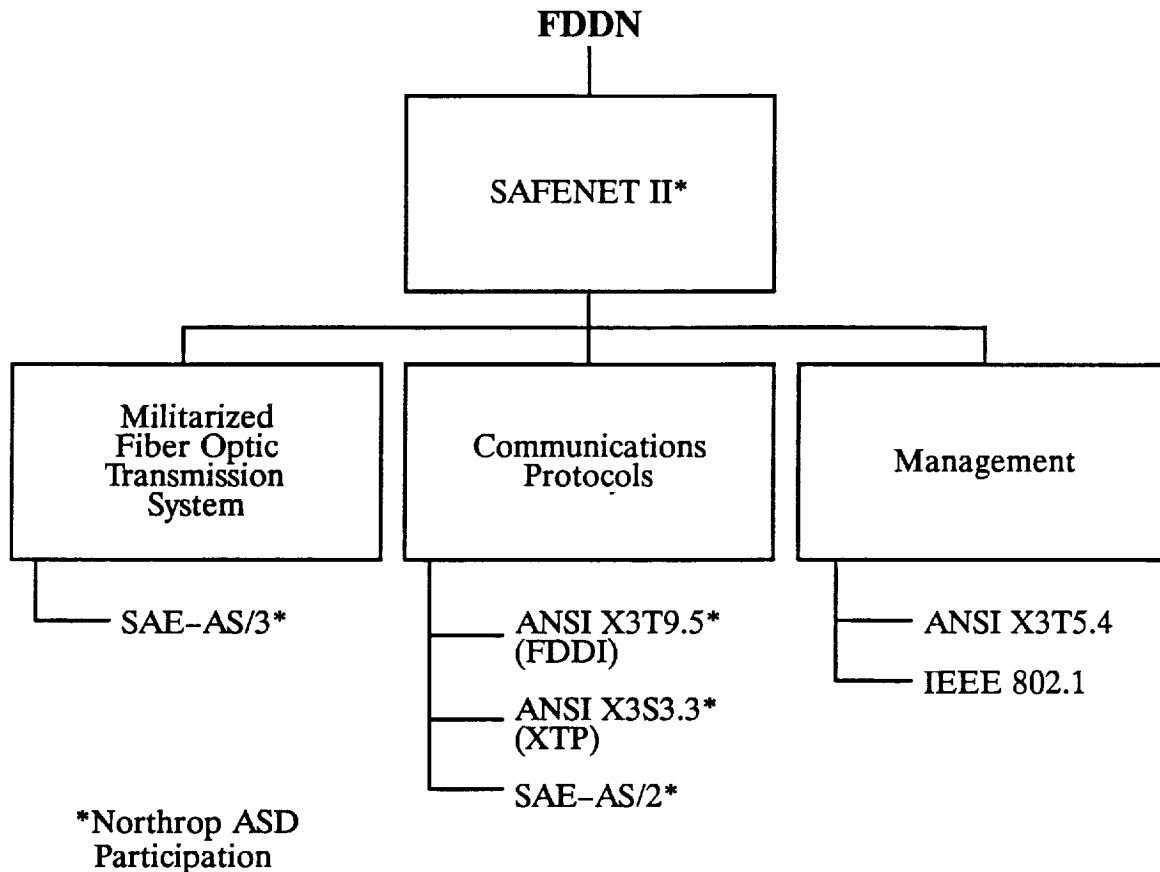 FDDN
SAFENET II*
Militarized
Fiber Optic
Transmission
System
Communications
Protocols
Management
SAE-AS/3*
ANSI X3T9.5*
(FDDI)
ANSI X3S3.3*
(XTP)
SAE-AS/2*
ANSI X3T5.4
IEEE 802.1
*Northrop ASD
Participation